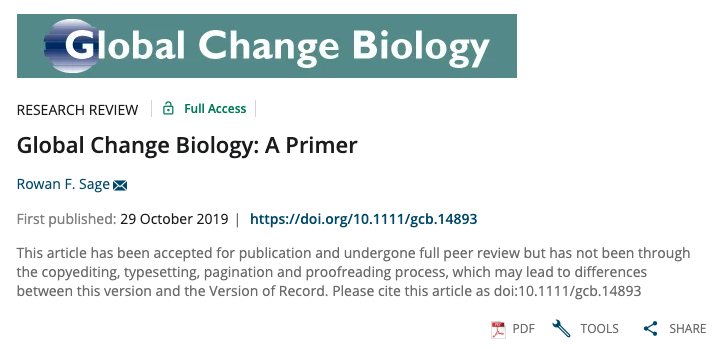 Global Change Biology
RESEARCH REVIEW Full Access
Global Change Biology: A Primer
Rowan F. Sage
First published: 29 October 2019 | https://doi.org/10.1111/gcb.14893
This article has been accepted for publication and undergone full peer review but has not been through
the copyediting, typesetting, pagination and proofreading process, which may lead to differences
between this version and the Version of Record. Please cite this article as doi:10.1111/gcb.14893
PDF TOOLS SHARE